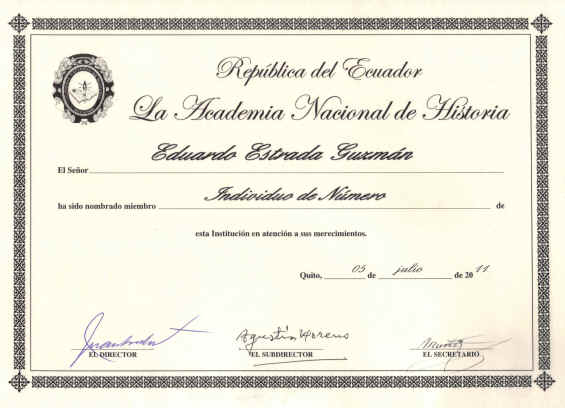 República del Ecuador
La Academia Nacional de Historia
Eduardo Estrada Guzmán
El Señor
Individuo de Número
ha sido nombrado miembro de
esta Institución en atención a sus merecimientos.
Quito, 05 de julio de 2011
Agustín Moreno
EL DIRECTOR EL SUBDIRECTOR EL SECRETARIO